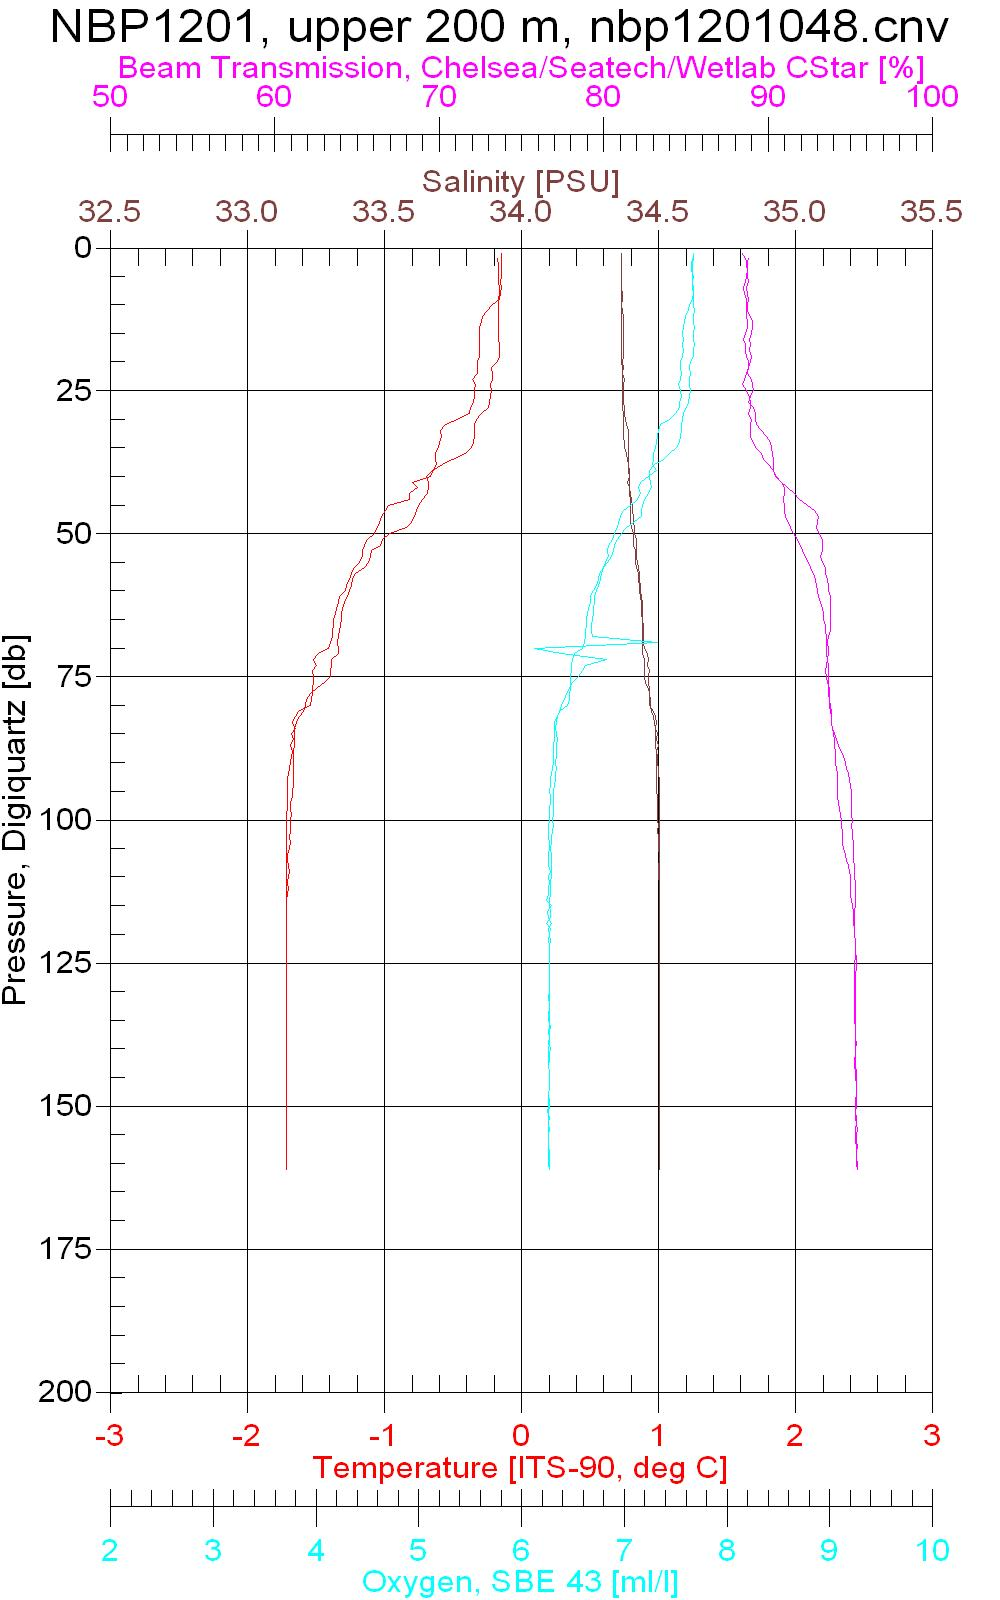 NBP1201, upper 200 m, nbp1201048.cnv
Beam Transmission, Chelsea/Seatech/Wetlab CStar [%]
50 60 70 80 90 100
Salinity [PSU]
32.5 33.0 33.5 34.0 34.5 35.0 35.5
0
25
50
75
100
125
150
175
200
Pressure, Digiquartz [db]
-3 -2 -1 0 1 2 3
Temperature [ITS-90, deg C]
2 3 4 5 6 7 8 9 10
Oxygen, SBE 43 [ml/l]